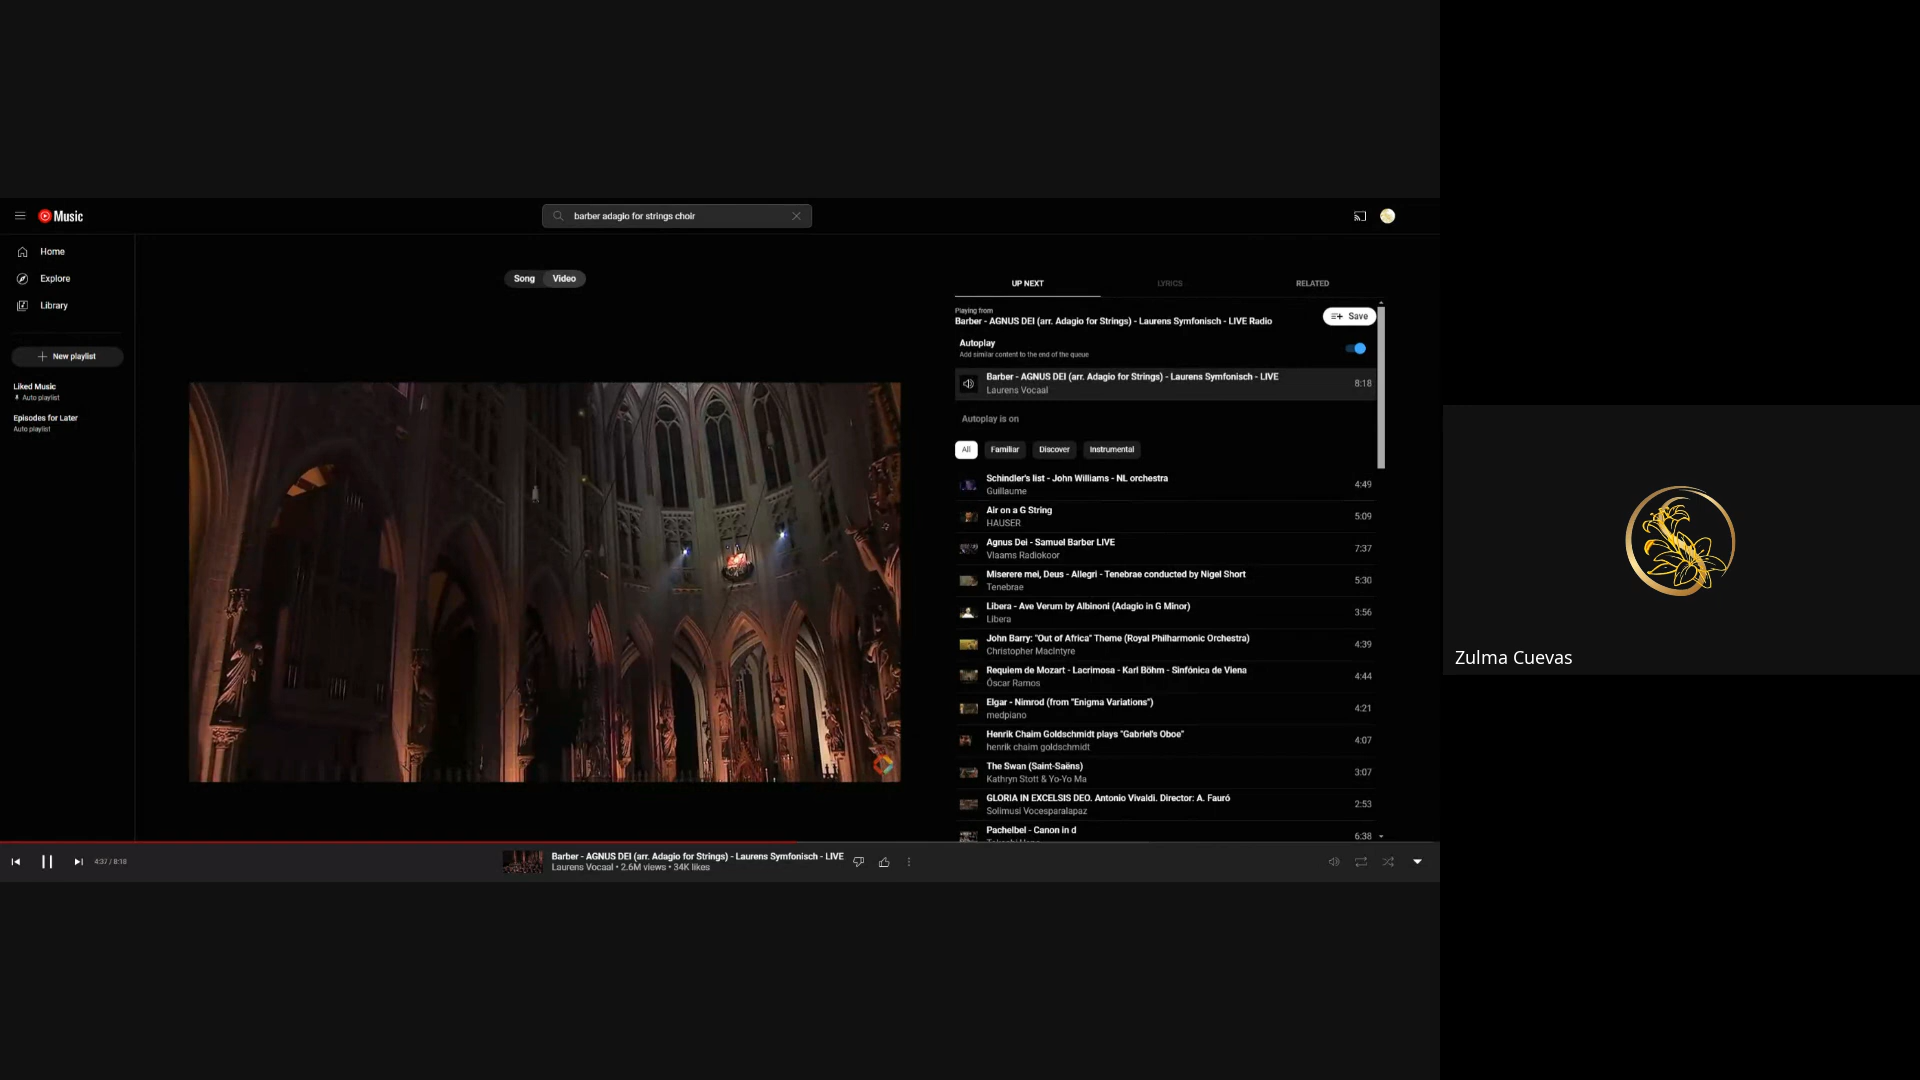 Music
barber adagio for strings choir
Home
Explore
Library
New playlist
Liked Music
Auto playlist
Episodes for Later
Auto playlist
Song
Video
UP NEXT
LYRICS
RELATED
Playing from
Barber - AGNUS DEI (arr. Adagio for Strings) - Laurens Symfonisch - LIVE Radio
Save
Autoplay
Add similar content to the end of the queue
Barber - AGNUS DEI (arr. Adagio for Strings) - Laurens Symfonisch - LIVE
Laurens Vocaal
8:18
Autoplay is on
All
Familiar
Discover
Instrumental
Schindler's list - John Williams - NL orchestra
Guillaume
4:49
Air on a G String
HAUSER
5:09
Agnus Dei - Samuel Barber LIVE
Vlaams Radiokoor
7:37
Miserere mei, Deus - Allegri - Tenebrae conducted by Nigel Short
Tenebrae
5:30
Libera - Ave Verum by Albinoni (Adagio in G Minor)
Libera
3:56
John Barry: "Out of Africa" Theme (Royal Philharmonic Orchestra)
Christopher MacIntyre
4:39
Requiem de Mozart - Lacrimosa - Karl Böhm - Sinfónica de Viena
Óscar Ramos
4:44
Elgar - Nimrod (from "Enigma Variations")
medpiano
4:21
Henrik Chaim Goldschmidt plays "Gabriel's Oboe"
henrik chaim goldschmidt
4:07
The Swan (Saint-Saëns)
Kathryn Stott & Yo-Yo Ma
3:07
GLORIA IN EXCELSIS DEO. Antonio Vivaldi. Director: A. Fauró
Solimusi Vocesparalapaz
2:53
Pachelbel - Canon in d
6:38
4:37 / 8:18
Barber - AGNUS DEI (arr. Adagio for Strings) - Laurens Symfonisch - LIVE
Laurens Vocaal • 2.6M views • 34K likes
Zulma Cuevas